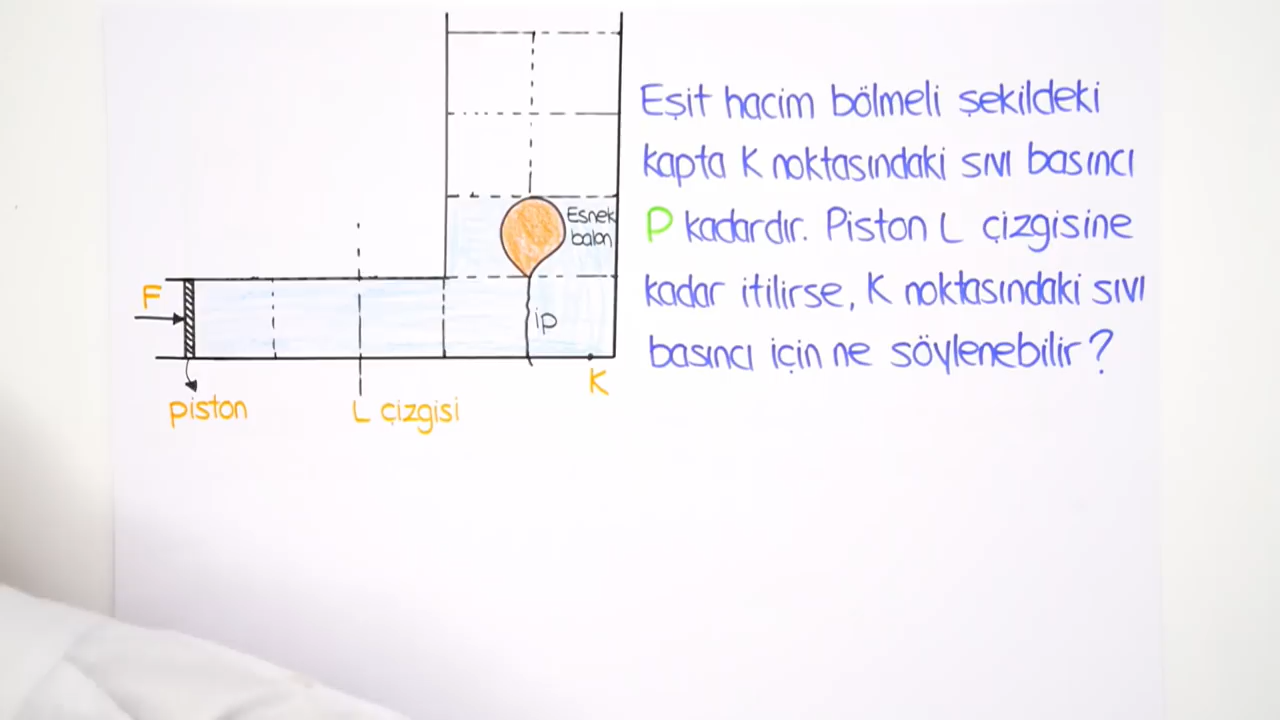 Eşit hacim bölmeli şekildeki
kapta K noktasındaki sıvı basıncı
P kadardır. Piston L çizgisine
kadar itilirse, K noktasındaki sıvı
basıncı için ne söylenebilir?
Esnek
balon
F
ip
K
piston
L çizgisi